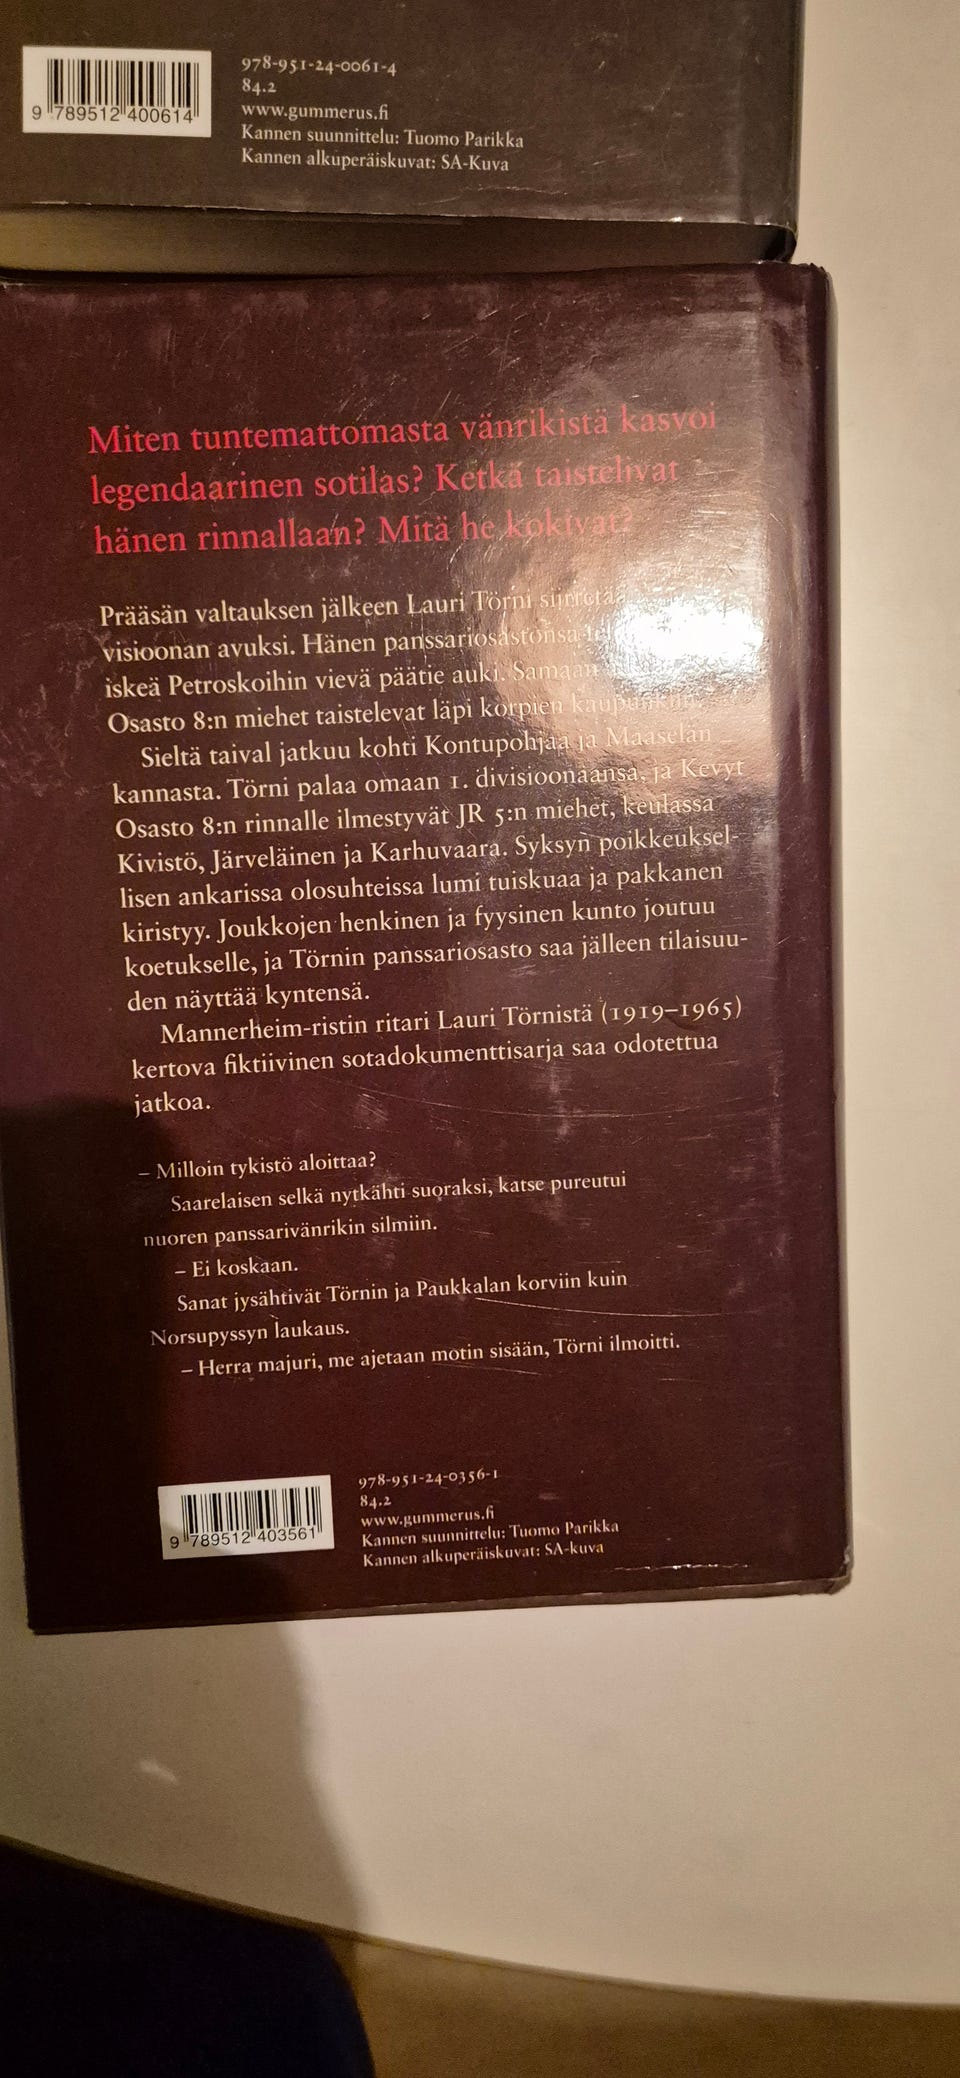 978-951-24-0061-4
84.2
www.gummerus.fi
Kannen suunnittelu: Tuomo Parikka
Kannen alkuperäiskuvat: SA-Kuva
9 789512 400614
Miten tuntemattomasta vänrikistä kasvoi
legendaarinen sotilas? Ketkä taistelivat
hänen rinnallaan? Mitä he kokivat?
Prääsän valtauksen jälkeen Lauri Törni
visioonan avuksi. Hänen panssariosastonsa
iskeä Petroskoihin vievä päätie auki. Samaan
Osasto 8:n miehet taistelevat läpi korpien kaupunkiin.
Sieltä taival jatkuu kohti Kontupohjaa ja Maaselän
kannasta. Törni palaa omaan 1. divisioonaansa, ja Kevyt
Osasto 8:n rinnalle ilmestyvät JR 5:n miehet, keulassa
Kivistö, Järveläinen ja Karhuvaara. Syksyn poikkeuksel-
lisen ankarissa olosuhteissa lumi tuiskuaa ja pakkanen
kiristyy. Joukkojen henkinen ja fyysinen kunto joutuu
koetukselle, ja Törnin panssariosasto saa jälleen tilaisuu-
den näyttää kyntensä.
Mannerheim-ristin ritari Lauri Törnistä (1919–1965)
kertova fiktiivinen sotadokumenttisarja saa odotettua
jatkoa.
– Milloin tykistö aloittaa?
Saarelaisen selkä nytkähti suoraksi, katse pureutui
nuoren panssarivänrikin silmiin.
– Ei koskaan.
Sanat jysähtivät Törnin ja Paukkalan korviin kuin
Norsupyssyn laukaus.
– Herra majuri, me ajetaan motin sisään, Törni ilmoitti.
978-951-24-0356-1
84.2
www.gummerus.fi
Kannen suunnittelu: Tuomo Parikka
Kannen alkuperäiskuvat: SA-kuva
9 789512 403561